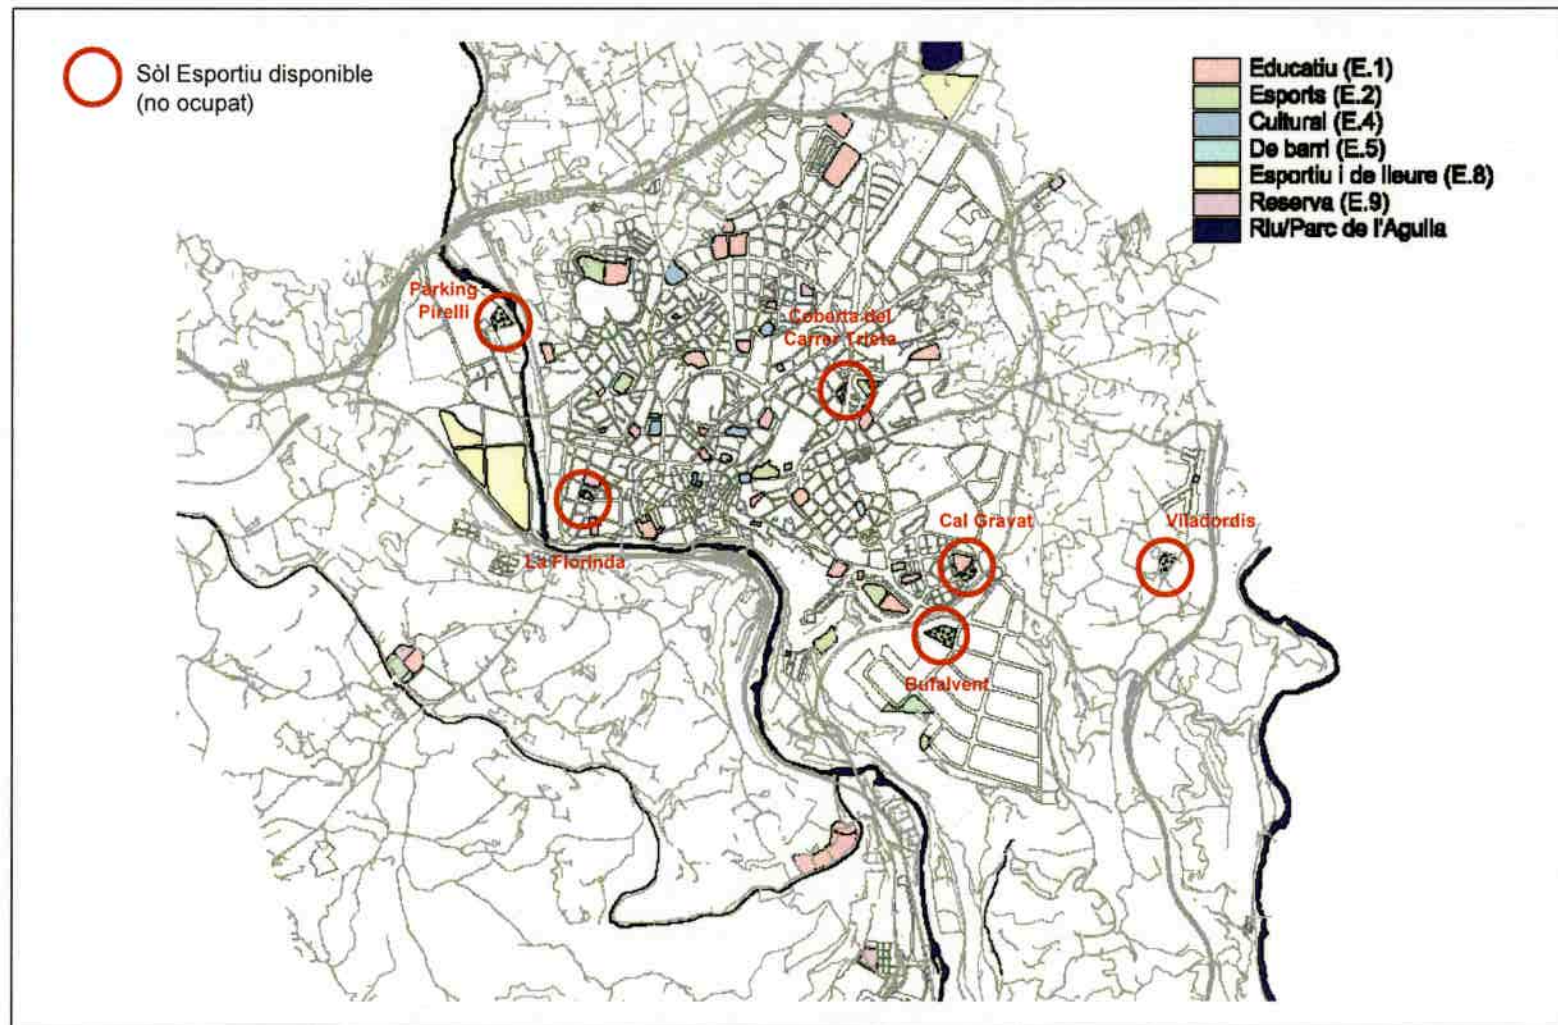 Sòl Esportiu disponible
(no ocupat)
Educatiu (E.1)
Esports (E.2)
Cultural (E.4)
De barri (E.5)
Esportiu i de lleure (E.8)
Reserva (E.9)
Riu/Parc de l'Agulla
Parking
Pirelli
Coberta del
Carrer Trieta
Cal Gravat
Viladordis
La Florinda
Bufalvent